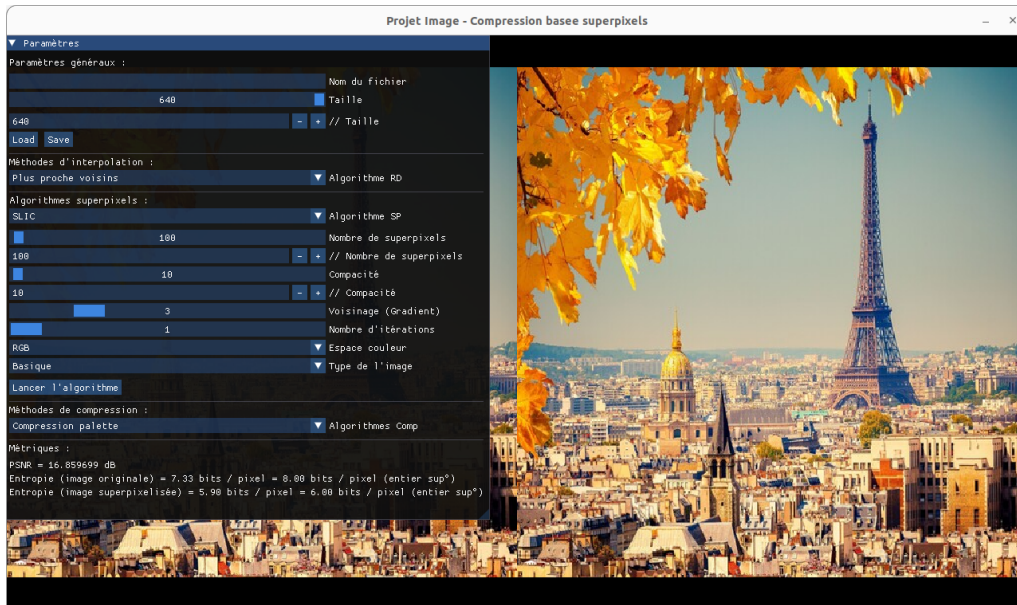 Projet Image - Compression basee superpixels
Paramètres
Paramètres généraux :
Nom du fichier
640 Taille
640 - + // Taille
Load Save
Méthodes d'interpolation :
Plus proche voisins Algorithme RD
Algorithmes superpixels :
SLIC Algorithme SP
100 Nombre de superpixels
100 - + // Nombre de superpixels
10 Compacité
10 - + // Compacité
3 Voisinage (Gradient)
1 Nombre d'itérations
RGB Espace couleur
Basique Type de l'image
Lancer l'algorithme
Méthodes de compression :
Compression palette Algorithmes Comp
Métriques :
PSNR = 16.859699 dB
Entropie (image originale) = 7.33 bits / pixel = 8.00 bits / pixel (entier sup°)
Entropie (image superpixelisée) = 5.90 bits / pixel = 6.00 bits / pixel (entier sup°)